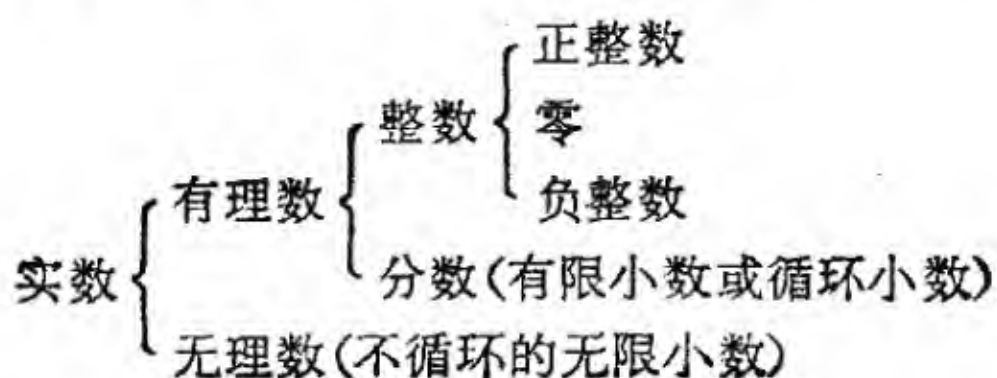 正整数
整数
零
有理数
负整数
实数
分数(有限小数或循环小数)
无理数(不循环的无限小数)